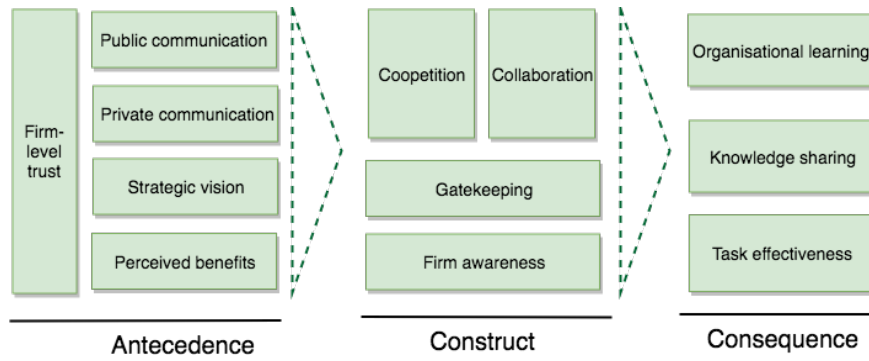 Firm-
level
trust
Public communication
Private communication
Strategic vision
Perceived benefits
Antecedence
Coopetition
Collaboration
Gatekeeping
Firm awareness
Construct
Organisational learning
Knowledge sharing
Task effectiveness
Consequence